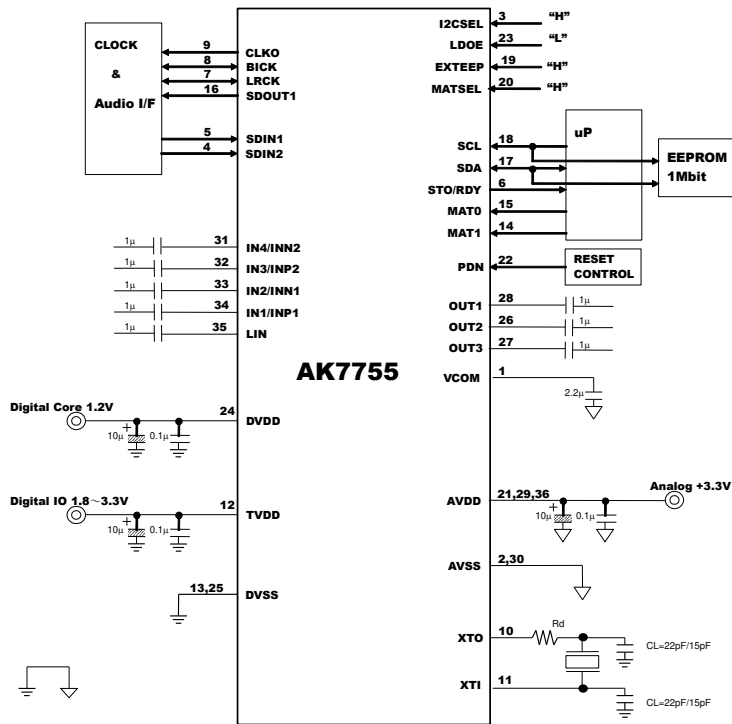 CLOCK
&
Audio I/F
9 CLKO
8 BICK
7 LRCK
16 SDOUT1
5 SDIN1
4 SDIN2
1μ 31 IN4/INN2
1μ 32 IN3/INP2
1μ 33 IN2/INN1
1μ 34 IN1/INP1
1μ 35 LIN
Digital Core 1.2V
24 DVDD
+
10μ 0.1μ
Digital IO 1.8～3.3V
12 TVDD
+
10μ 0.1μ
13,25 DVSS
AK7755
I2CSEL 3 “H”
LDOE 23 “L”
EXTEEP 19 “H”
MATSEL 20 “H”
uP
SCL 18
SDA 17
STO/RDY 6
MAT0 15
MAT1 14
EEPROM
1Mbit
PDN 22
RESET
CONTROL
OUT1 28 1μ
OUT2 26 1μ
OUT3 27 1μ
VCOM 1
2.2μ
AVDD 21,29,36
Analog +3.3V
+
10μ 0.1μ
AVSS 2,30
XTO 10 Rd
CL=22pF/15pF
XTI 11
CL=22pF/15pF